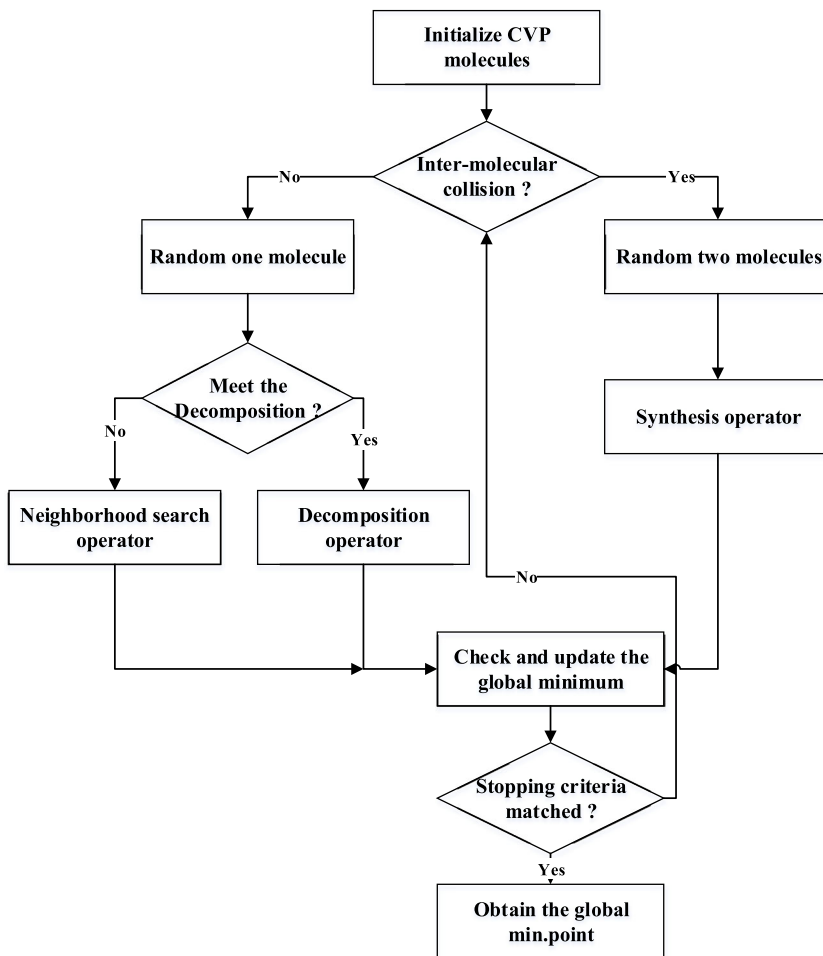 Initialize CVP
molecules
Inter-molecular
collision ?
No
Yes
Random one molecule
Random two molecules
Meet the
Decomposition ?
No
Yes
Synthesis operator
Neighborhood search
operator
Decomposition
operator
No
Check and update the
global minimum
Stopping criteria
matched ?
Yes
Obtain the global
min.point